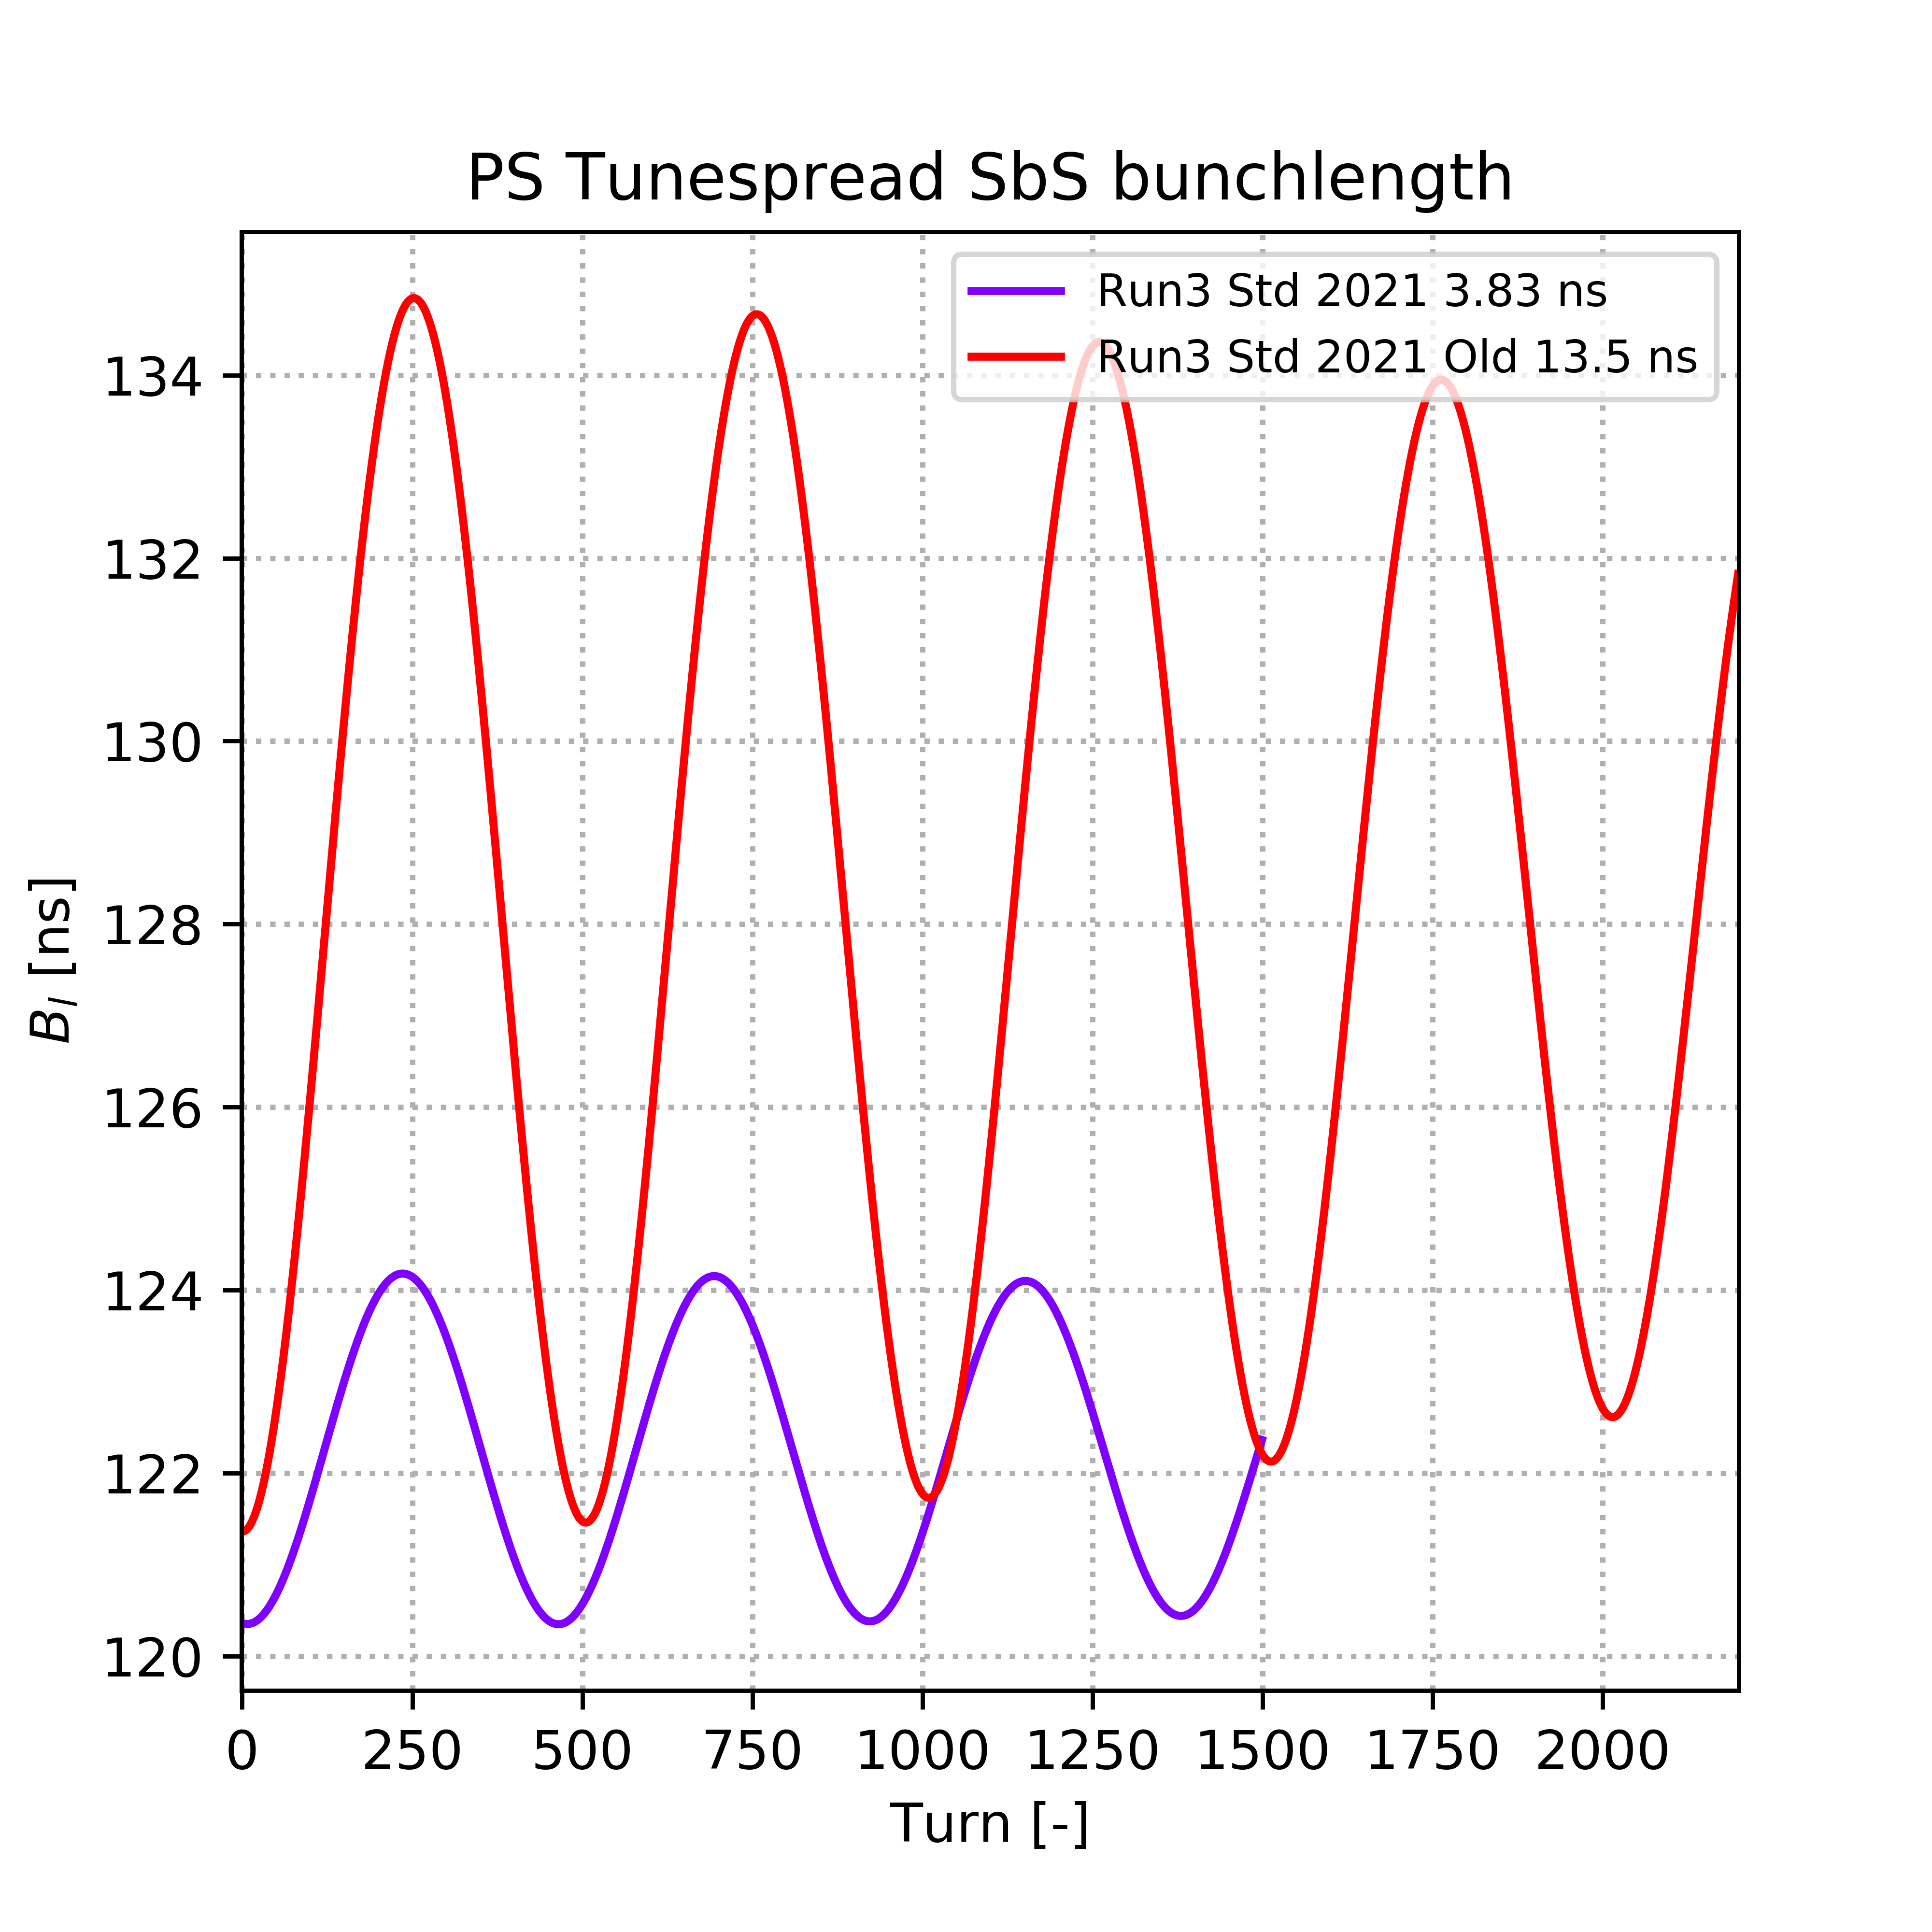 PS Tunespread SbS bunchlength
Run3 Std 2021 3.83 ns
Run3 Std 2021 Old 13.5 ns
134
132
130
128
126
124
122
120
B_l [ns]
0 250 500 750 1000 1250 1500 1750 2000
Turn [-]